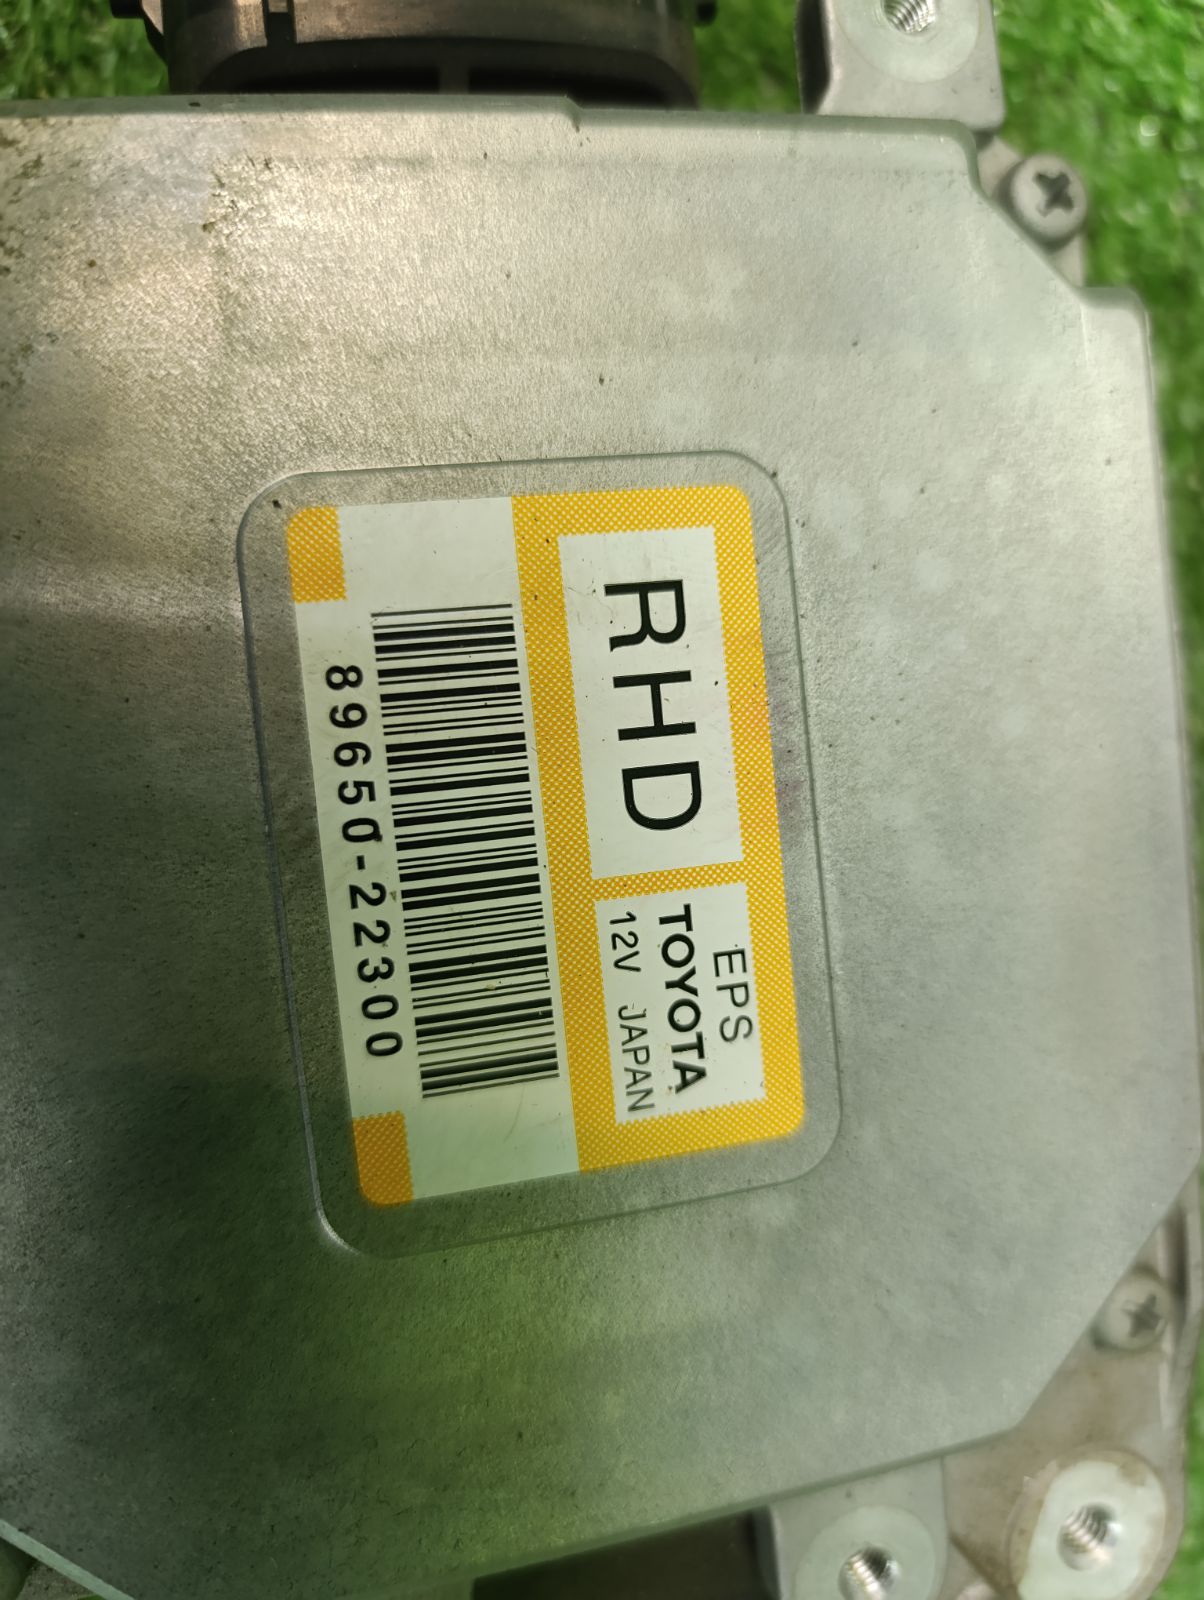 RHD
EPS
TOYOTA
12V JAPAN
89650-22300